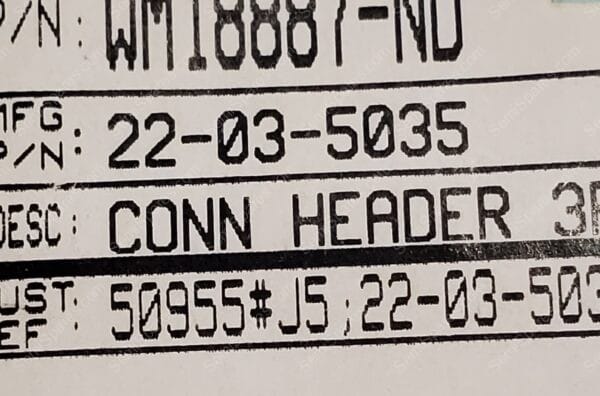 P/N: WM18887-ND
MFG P/N: 22-03-5035
DESC: CONN HEADER 3P
CUST REF: 50955#J5;22-03-503